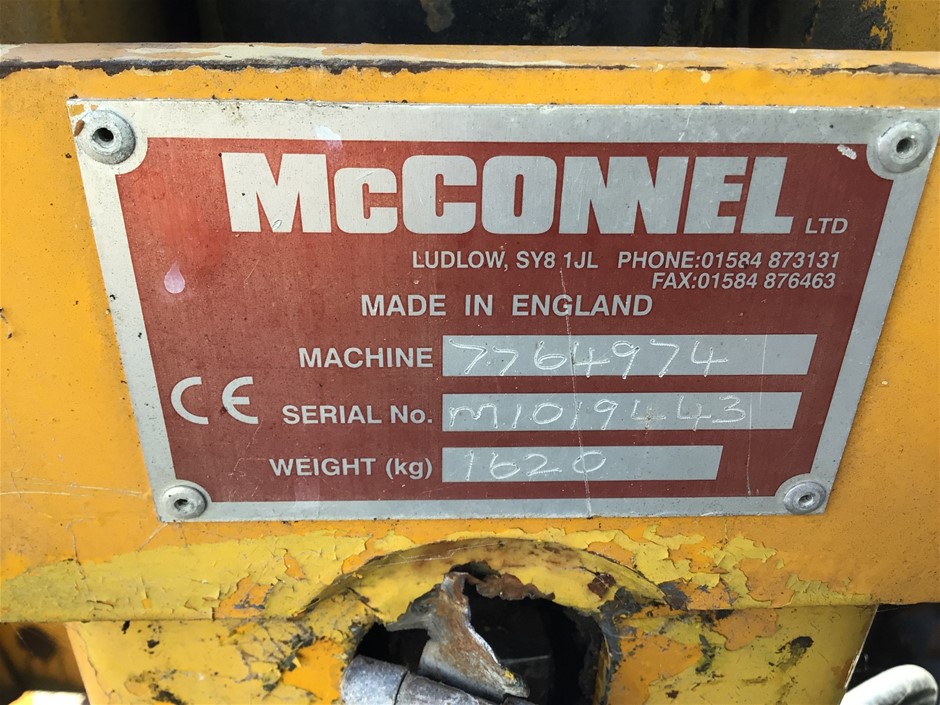 McCONNEL LTD
LUDLOW, SY8 1JL PHONE:01584 873131
FAX:01584 876463
MADE IN ENGLAND
MACHINE 7764974
CE SERIAL No. M1019443
WEIGHT (kg) 1620